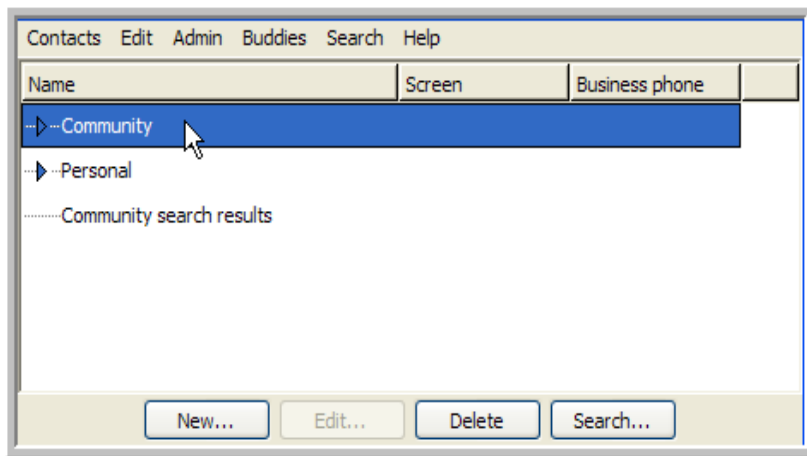 Contacts Edit Admin Buddies Search Help
Name Screen Business phone
Community
Personal
Community search results
New... Edit... Delete Search...